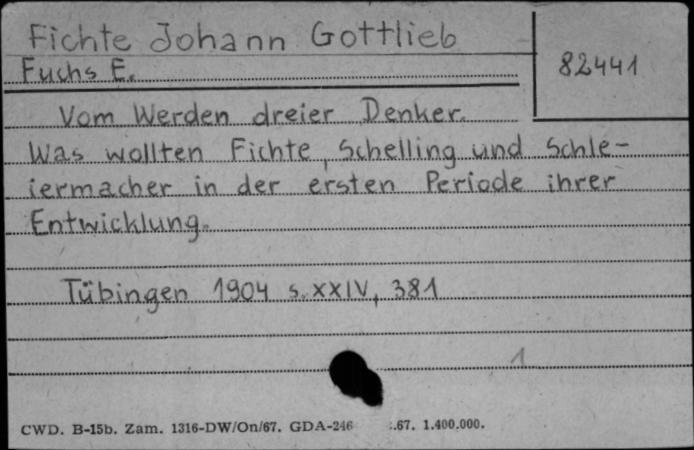 Fichte Johann Gottlieb
82441
Fuchs E.
Vom Werden dreier Denker.
Was wollten Fichte, Schelling und Schle-
iermacher in der ersten Periode ihrer
Entwicklung.
Tübingen 1904 s. XXIV, 381
1
CWD. B-15b. Zam. 1316-DW/On/67. GDA-246 .67. 1.400.000.